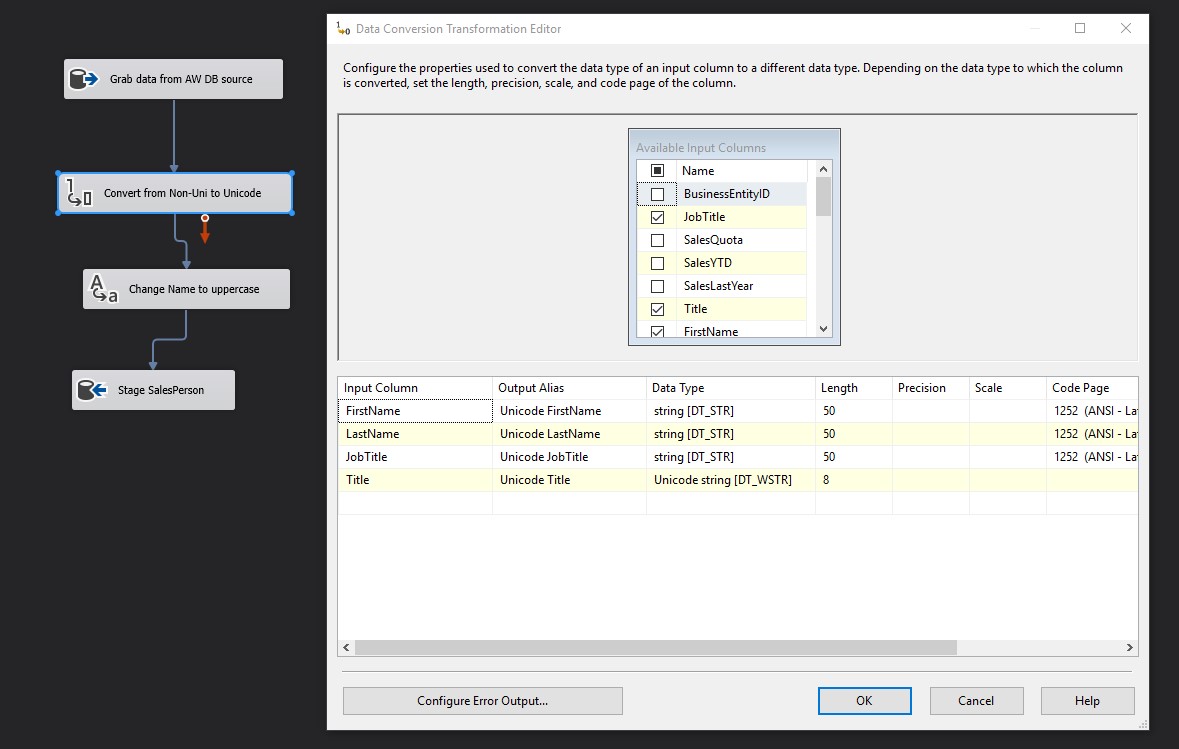 Grab data from AW DB source
Convert from Non-Uni to Unicode
Change Name to uppercase
Stage SalesPerson
Data Conversion Transformation Editor
Configure the properties used to convert the data type of an input column to a different data type. Depending on the data type to which the column
is converted, set the length, precision, scale, and code page of the column.
Available Input Columns
Name
BusinessEntityID
JobTitle
SalesQuota
SalesYTD
SalesLastYear
Title
FirstName
Input Column Output Alias Data Type Length Precision Scale Code Page
FirstName Unicode FirstName string [DT_STR] 50 1252 (ANSI - La
LastName Unicode LastName string [DT_STR] 50 1252 (ANSI - La
JobTitle Unicode JobTitle string [DT_STR] 50 1252 (ANSI - La
Title Unicode Title Unicode string [DT_WSTR] 8
Configure Error Output... OK Cancel Help